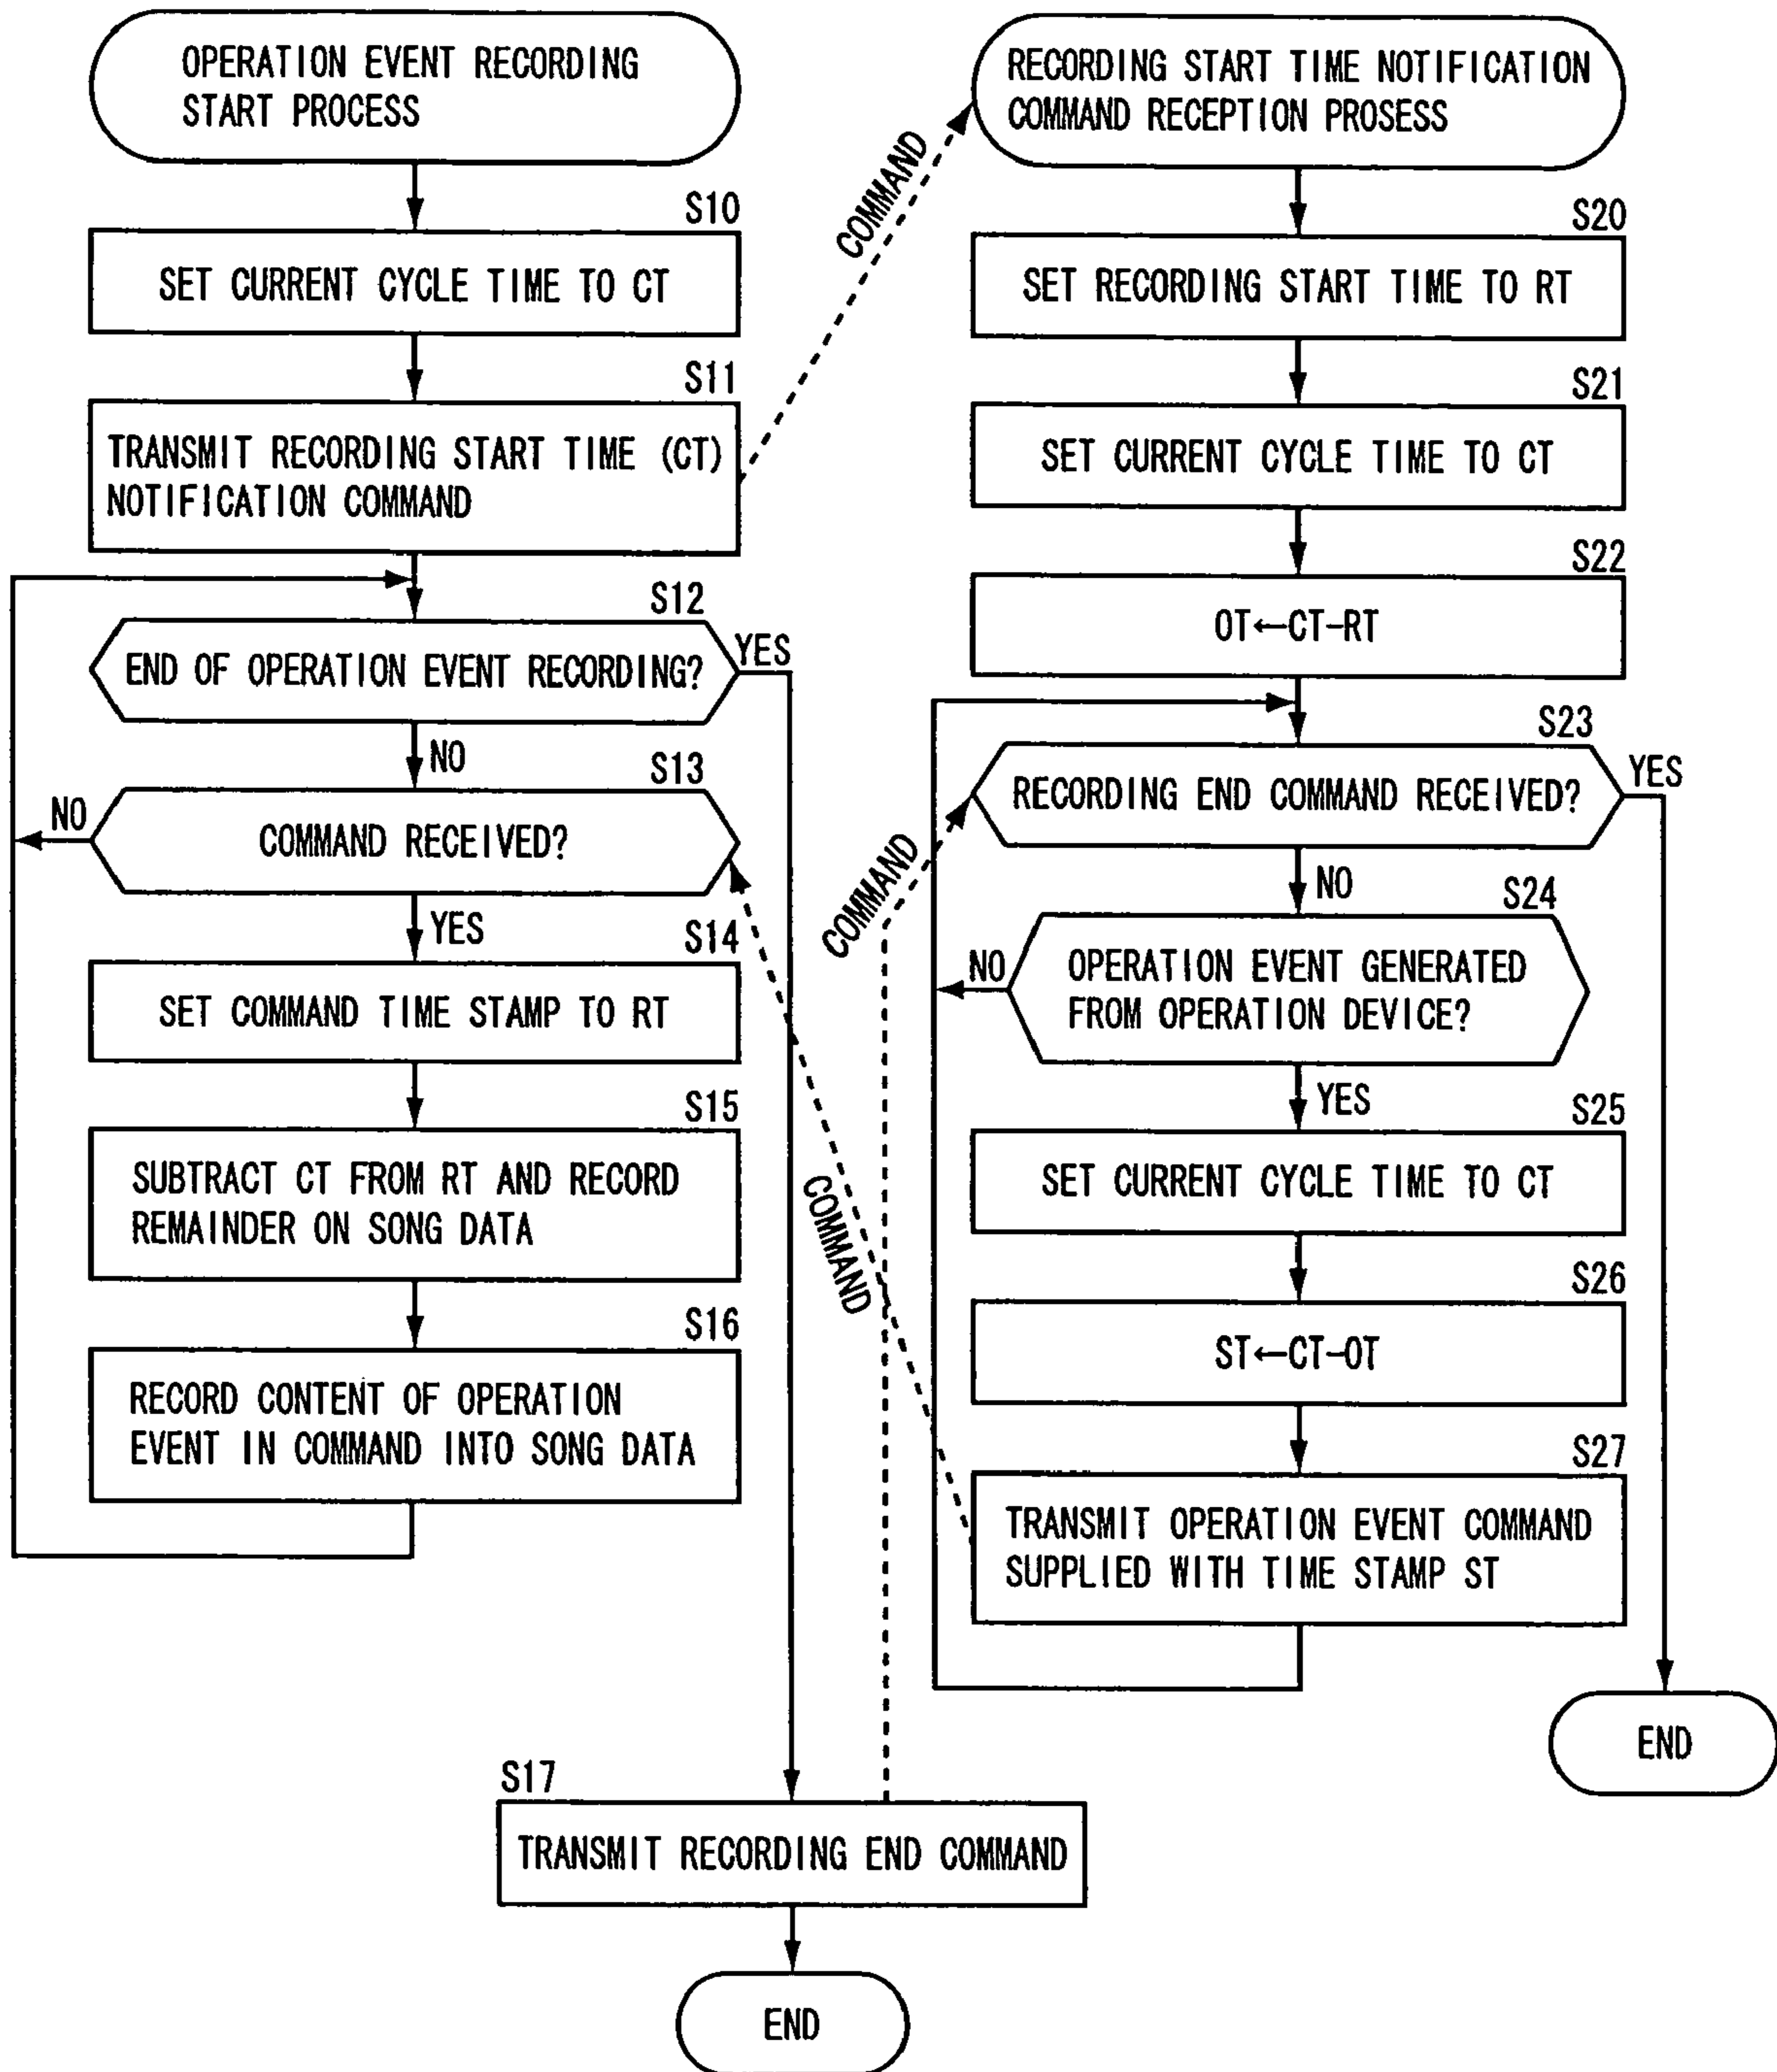 OPERATION EVENT RECORDING
START PROCESS
S10
SET CURRENT CYCLE TIME TO CT
S11
TRANSMIT RECORDING START TIME (CT)
NOTIFICATION COMMAND
S12
END OF OPERATION EVENT RECORDING?
YES
NO
S13
COMMAND RECEIVED?
NO
YES
S14
SET COMMAND TIME STAMP TO RT
S15
SUBTRACT CT FROM RT AND RECORD
REMAINDER ON SONG DATA
S16
RECORD CONTENT OF OPERATION
EVENT IN COMMAND INTO SONG DATA
S17
TRANSMIT RECORDING END COMMAND
END
COMMAND
COMMAND
COMMAND
RECORDING START TIME NOTIFICATION
COMMAND RECEPTION PROSESS
S20
SET RECORDING START TIME TO RT
S21
SET CURRENT CYCLE TIME TO CT
S22
OT←CT-RT
S23
RECORDING END COMMAND RECEIVED?
YES
NO
S24
OPERATION EVENT GENERATED
FROM OPERATION DEVICE?
NO
YES
S25
SET CURRENT CYCLE TIME TO CT
S26
ST←CT-OT
S27
TRANSMIT OPERATION EVENT COMMAND
SUPPLIED WITH TIME STAMP ST
END